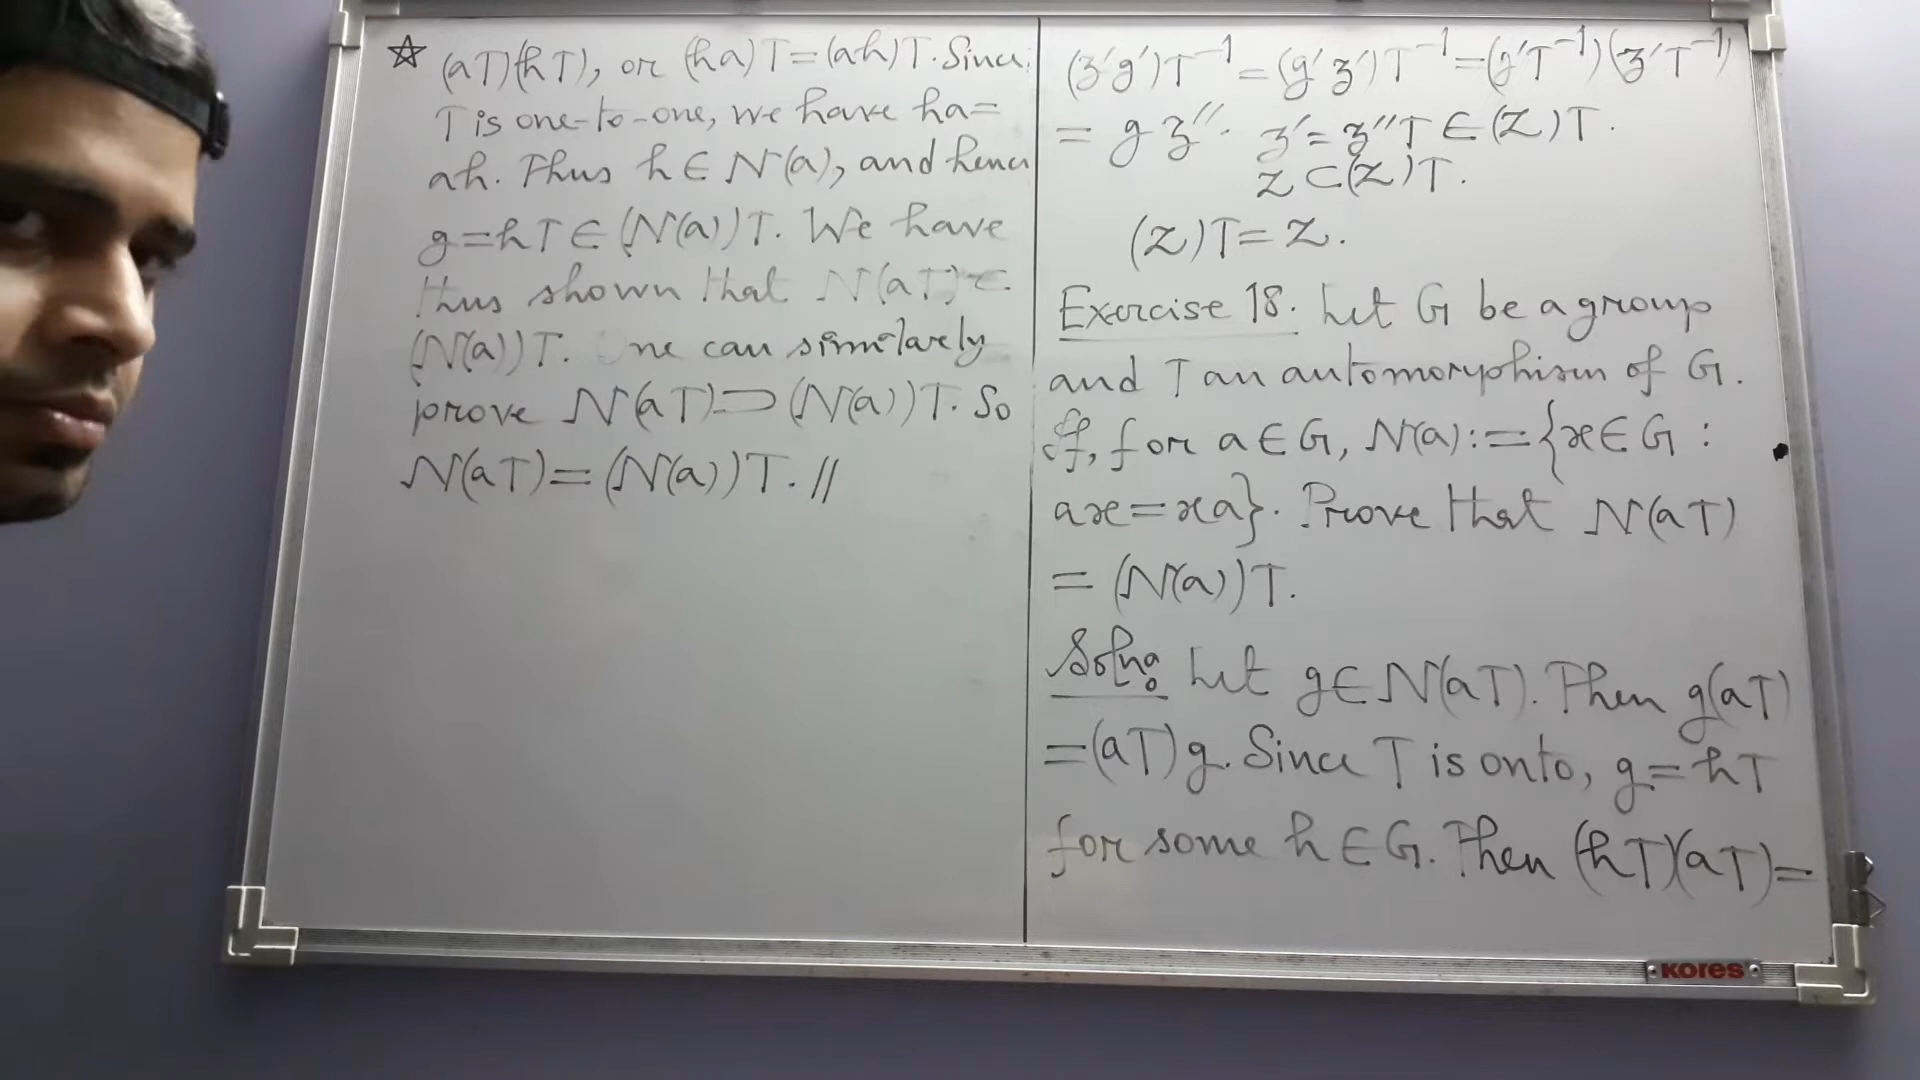 ☆ (aT)(hT), or (ha)T=(ah)T. Since
T is one-to-one, we have ha=
ah. Thus h∈N(a), and hence
g=hT∈(N(a))T. We have
thus shown that N(aT)⊂
(N(a))T. One can similarly
prove N(aT)⊃(N(a))T. So
N(aT)=(N(a))T. //
(z'g')T⁻¹=(g'z')T⁻¹=(g'T⁻¹)(z'T⁻¹)
= gz''. z'=z''T∈(Z)T.
Z⊂(Z)T.
(Z)T=Z.
Exercise 18. Let G be a group
and T an automorphism of G.
If, for a∈G, N(a):={x∈G :
ax=xa}. Prove that N(aT)
= (N(a))T.
Soln: Let g∈N(aT). Then g(aT)
=(aT)g. Since T is onto, g=hT
for some h∈G. Then (hT)(aT)=
KORES